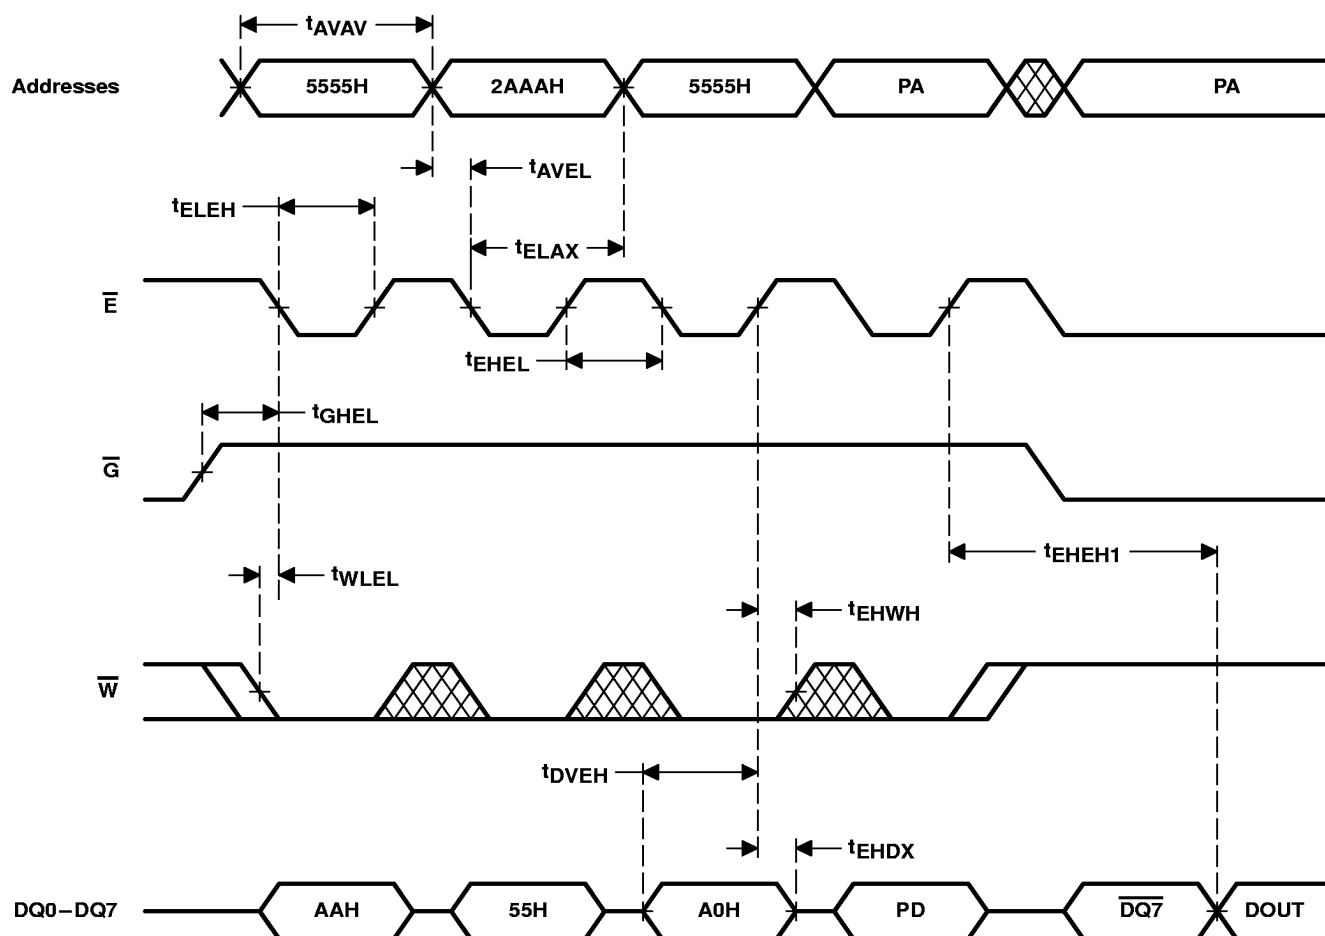 tAVAV
Addresses 5555H 2AAAH 5555H PA PA
tAVEL
tELEH
tELAX
E̅
tEHEL
tGHEL
G̅
tEHEH1
tWLEL
tEHWH
W̅
tDVEH
tEHDX
DQ0–DQ7 AAH 55H A0H PD D̅Q̅7̅ DOUT